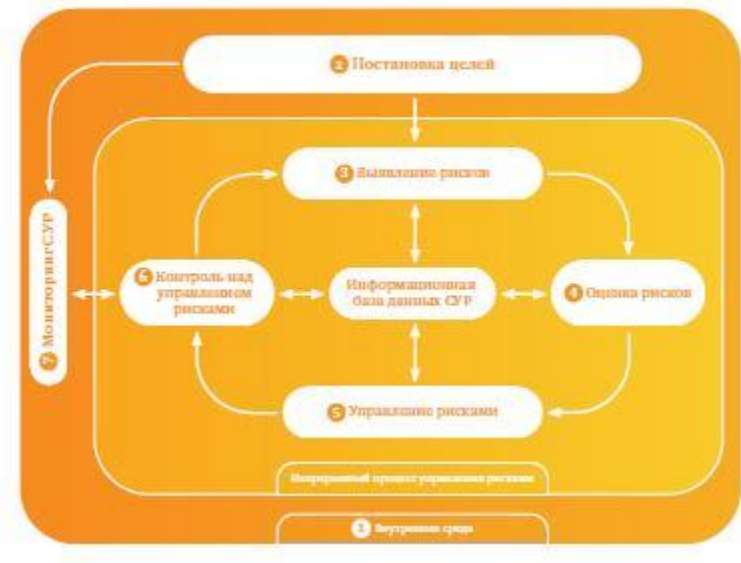 2 Постановка целей
3 Выявление рисков
7 Мониторинг СУР
6 Контроль над
управлением
рисками
Информационная
база данных СУР
4 Оценка рисков
5 Управление рисками
Непрерывный процесс управления рисками
1 Внутренняя среда